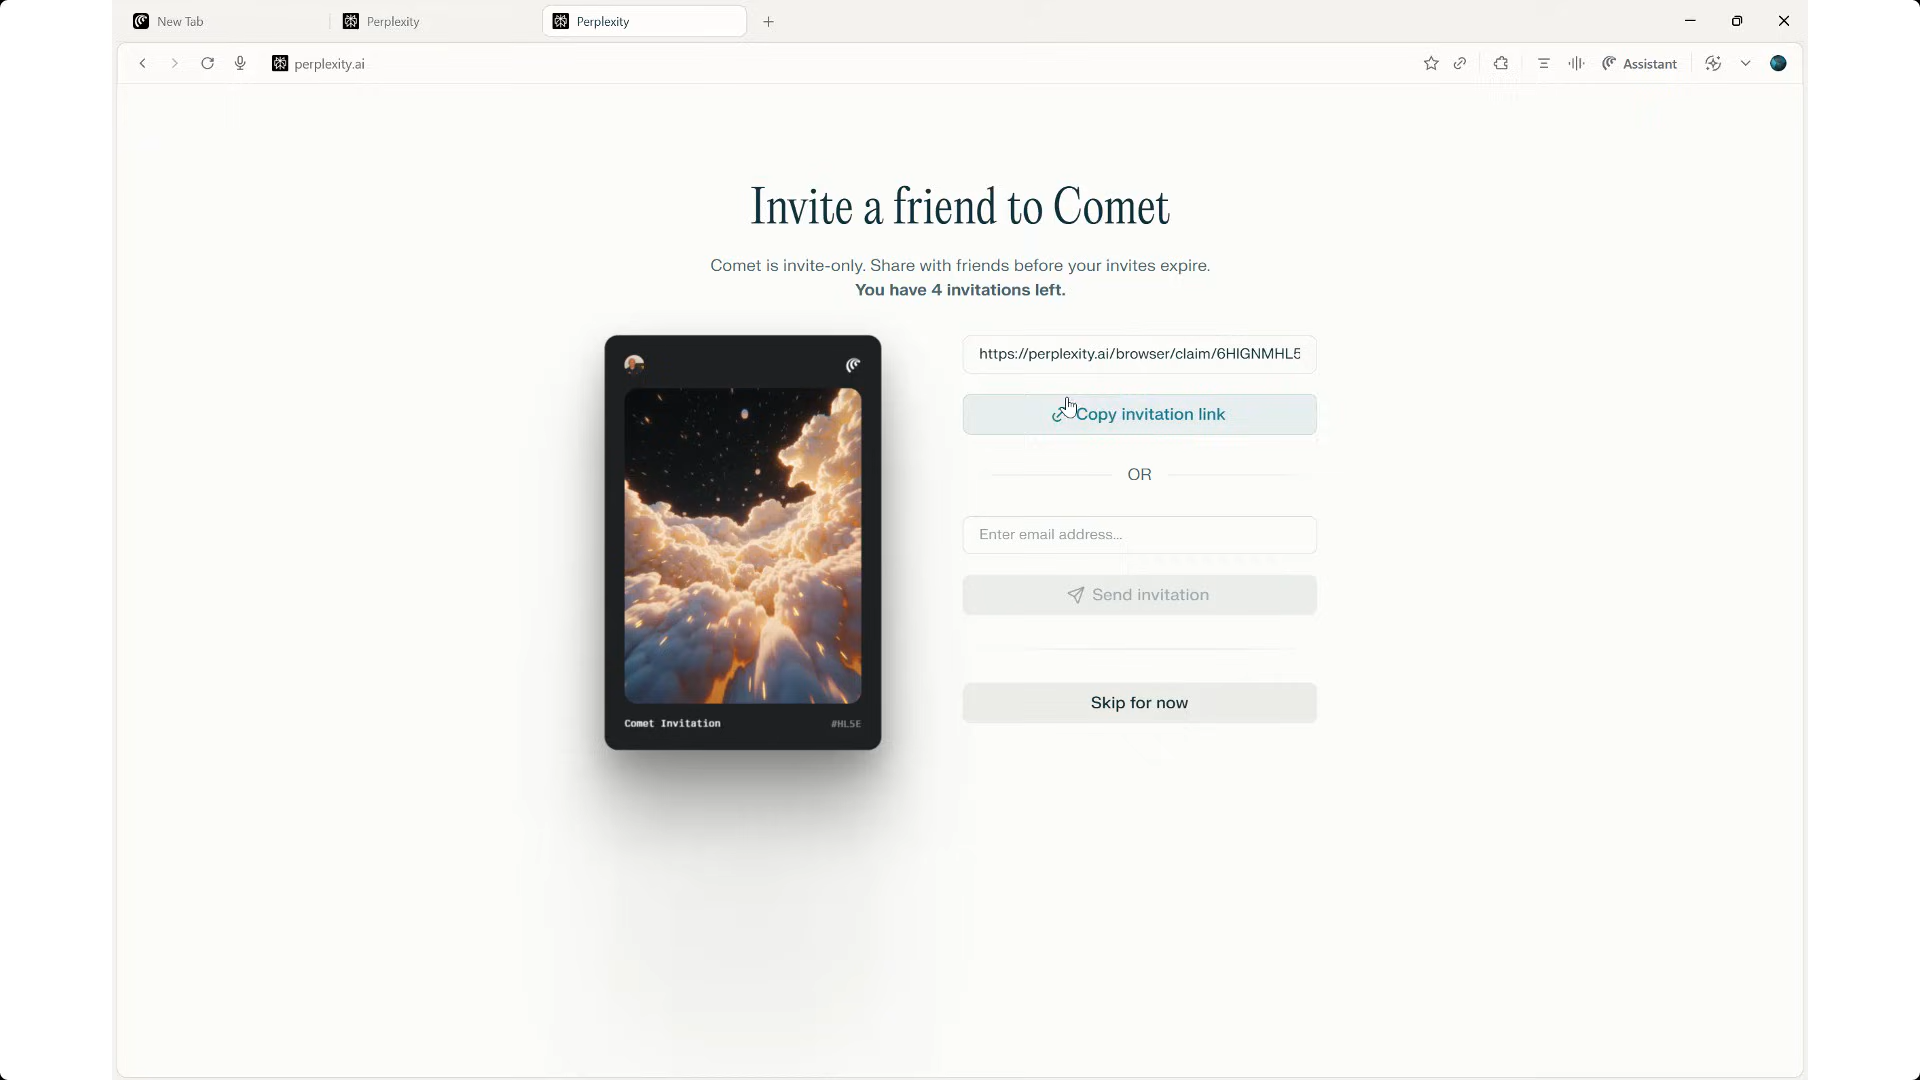 New Tab
Perplexity
Perplexity
perplexity.ai
Assistant
Invite a friend to Comet
Comet is invite-only. Share with friends before your invites expire.
You have 4 invitations left.
https://perplexity.ai/browser/claim/6HIGNMHL5
Copy invitation link
OR
Enter email address...
Send invitation
Skip for now
Comet Invitation
#HL5E